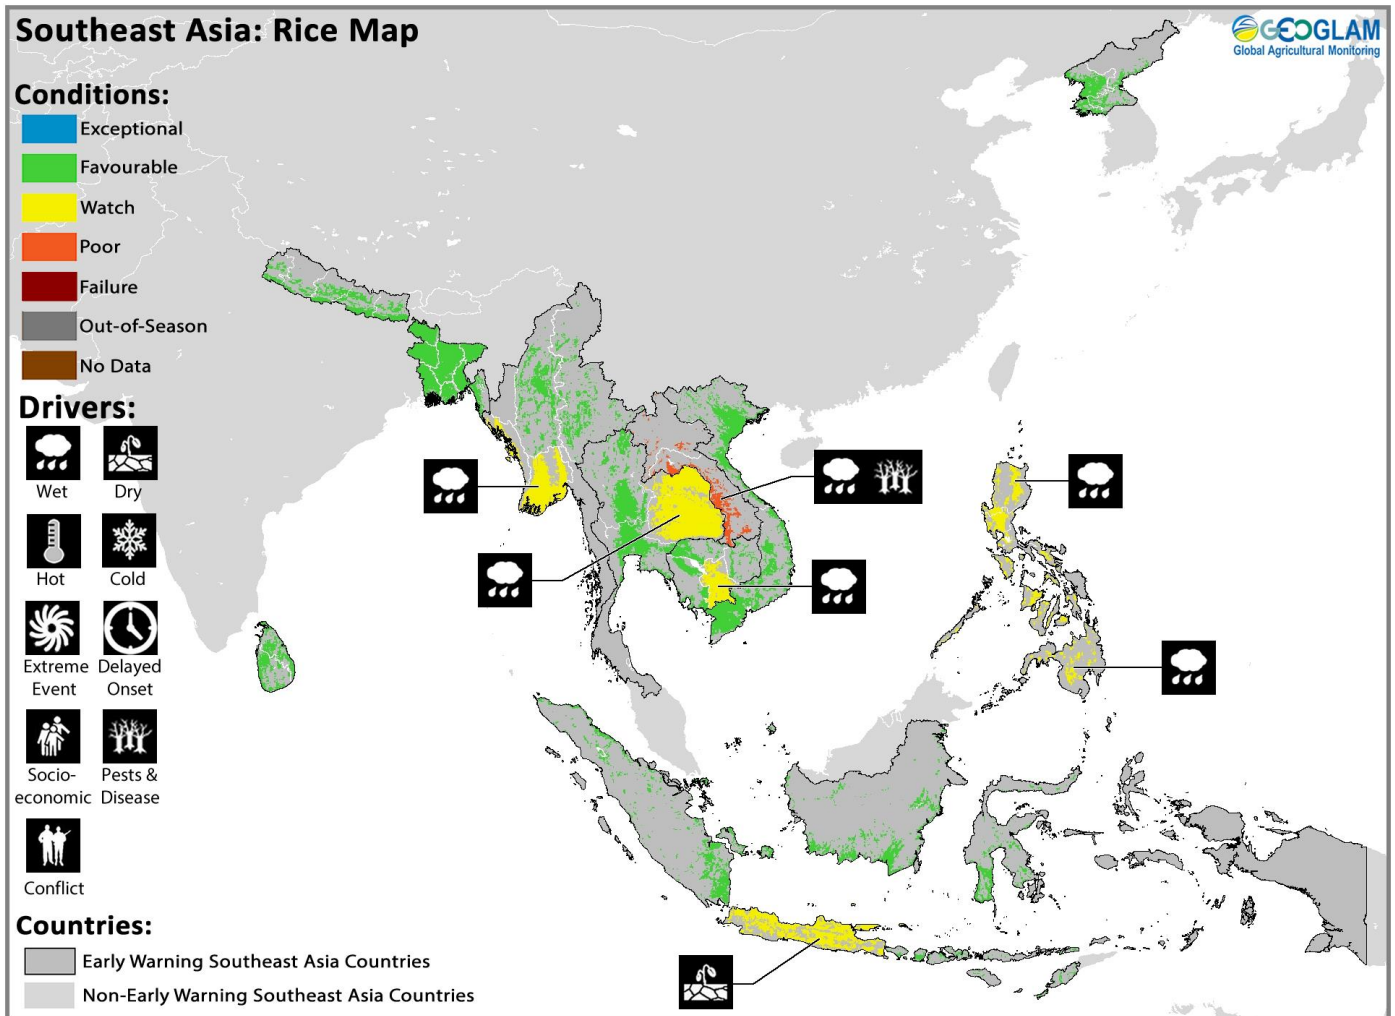 Southeast Asia: Rice Map
GEOGLAM
Global Agricultural Monitoring
Conditions:
Exceptional
Favourable
Watch
Poor
Failure
Out-of-Season
No Data
Drivers:
Wet
Dry
Hot
Cold
Extreme
Event
Delayed
Onset
Socio-
economic
Pests &
Disease
Conflict
Countries:
Early Warning Southeast Asia Countries
Non-Early Warning Southeast Asia Countries